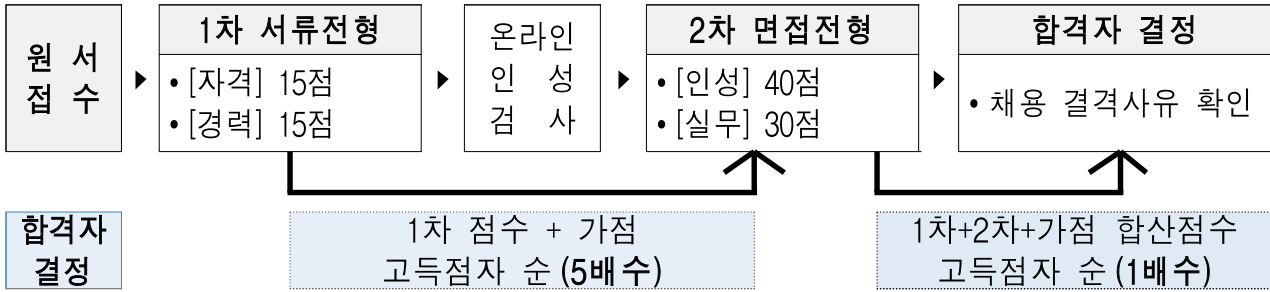 원 서
접 수
1차 서류전형
• [자격] 15점
• [경력] 15점
온라인
인 성
검 사
2차 면접전형
• [인성] 40점
• [실무] 30점
합격자 결정
• 채용 결격사유 확인
합격자
결정
1차 점수 + 가점
고득점자 순 (5배수)
1차+2차+가점 합산점수
고득점자 순 (1배수)